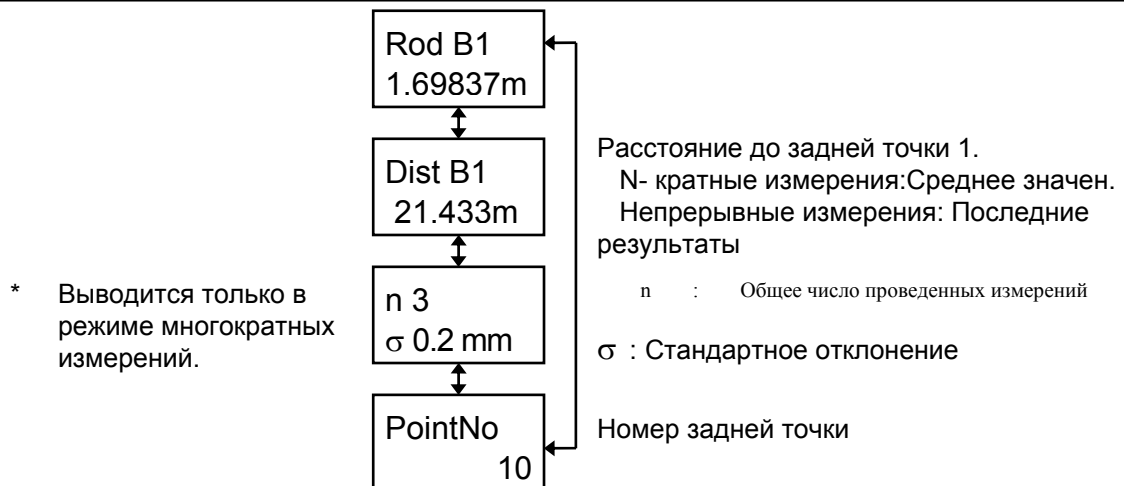 Rod B1
1.69837m
Dist B1
21.433m
Расстояние до задней точки 1.
N- кратные измерения:Среднее значен.
Непрерывные измерения: Последние
результаты
* Выводится только в
режиме многократных
измерений.
n 3
σ 0.2 mm
n : Общее число проведенных измерений
σ : Стандартное отклонение
PointNo
10
Номер задней точки